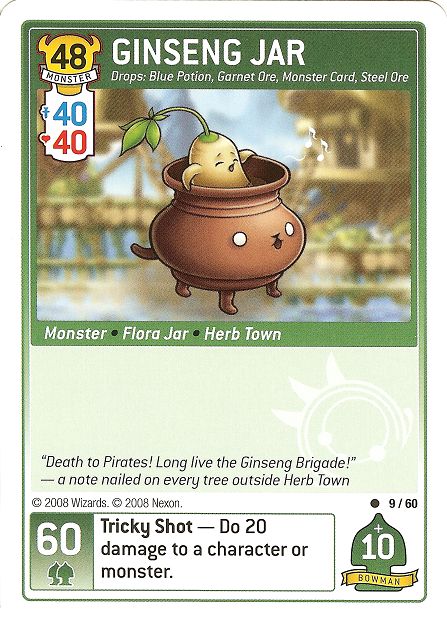 48
MONSTER
GINSENG JAR
Drops: Blue Potion, Garnet Ore, Monster Card, Steel Ore
40
40
Monster • Flora Jar • Herb Town
“Death to Pirates! Long live the Ginseng Brigade!”
— a note nailed on every tree outside Herb Town
© 2008 Wizards. © 2008 Nexon.
● 9 / 60
60
Tricky Shot — Do 20
damage to a character or
monster.
+
10
BOWMAN